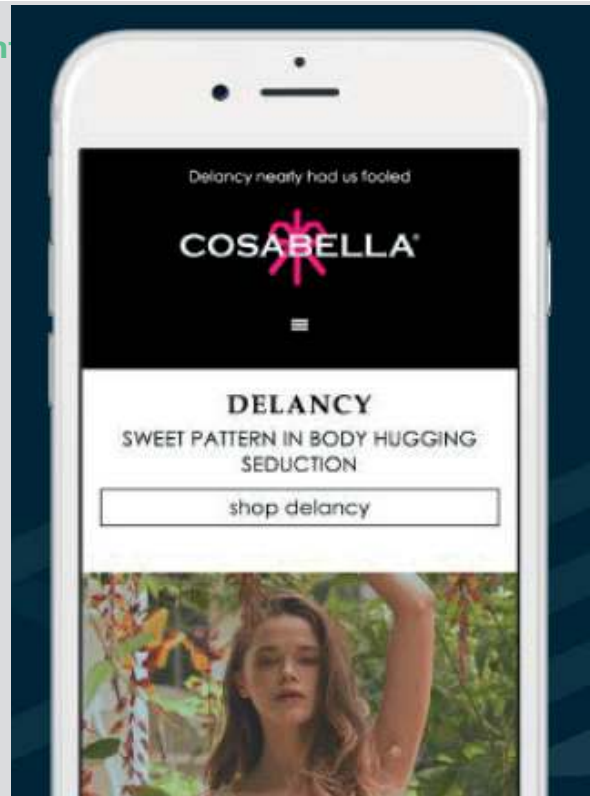 Delancy nearly had us fooled
COSABELLA
DELANCY
SWEET PATTERN IN BODY HUGGING
SEDUCTION
shop delancy